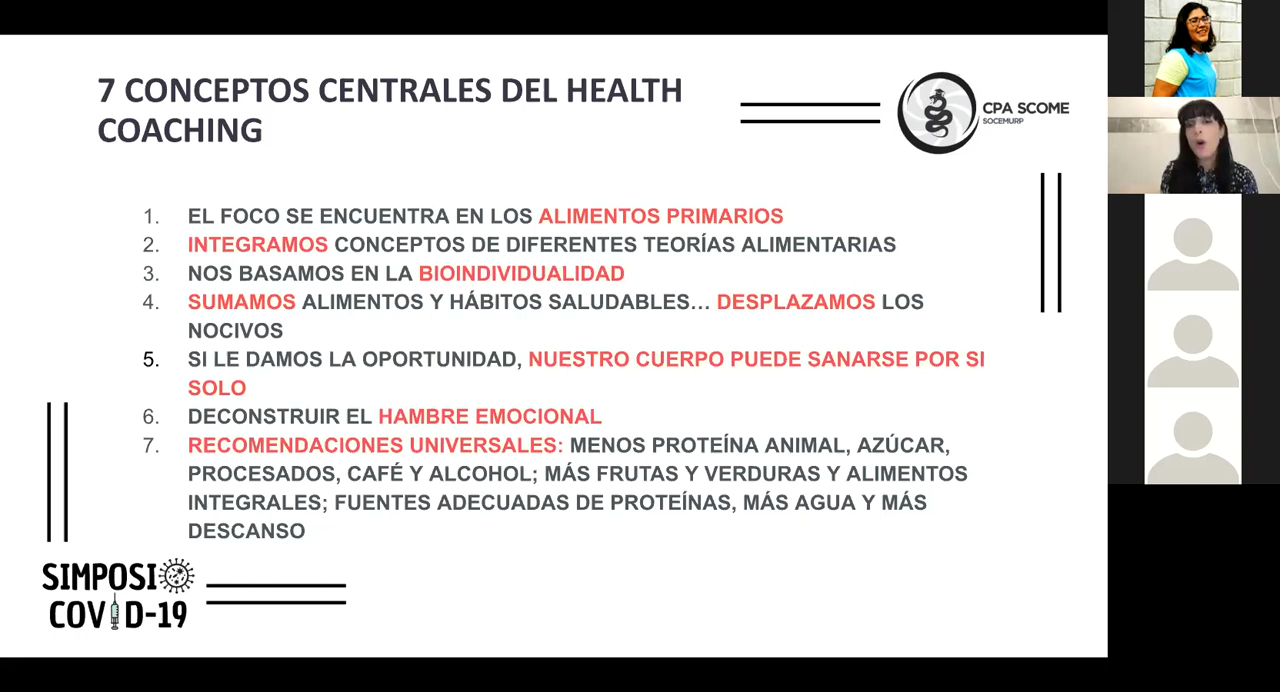 7 CONCEPTOS CENTRALES DEL HEALTH
COACHING
CPA SCOME
SOCEMURP
1. EL FOCO SE ENCUENTRA EN LOS ALIMENTOS PRIMARIOS
2. INTEGRAMOS CONCEPTOS DE DIFERENTES TEORÍAS ALIMENTARIAS
3. NOS BASAMOS EN LA BIOINDIVIDUALIDAD
4. SUMAMOS ALIMENTOS Y HÁBITOS SALUDABLES... DESPLAZAMOS LOS
NOCIVOS
5. SI LE DAMOS LA OPORTUNIDAD, NUESTRO CUERPO PUEDE SANARSE POR SI
SOLO
6. DECONSTRUIR EL HAMBRE EMOCIONAL
7. RECOMENDACIONES UNIVERSALES: MENOS PROTEÍNA ANIMAL, AZÚCAR,
PROCESADOS, CAFÉ Y ALCOHOL; MÁS FRUTAS Y VERDURAS Y ALIMENTOS
INTEGRALES; FUENTES ADECUADAS DE PROTEÍNAS, MÁS AGUA Y MÁS
DESCANSO
SIMPOSIO
COVID-19